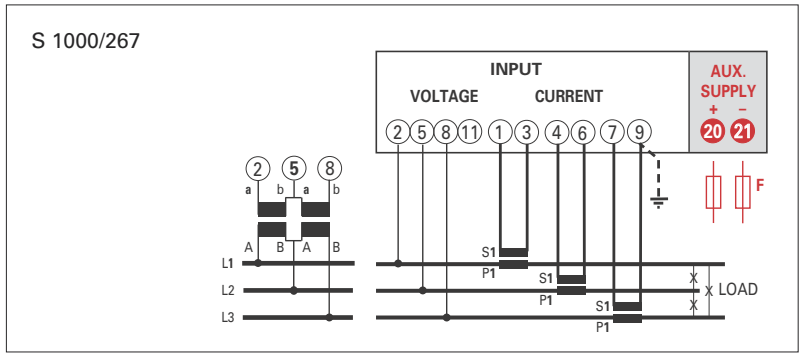 S 1000/267
INPUT
AUX.
SUPPLY
VOLTAGE CURRENT
+ –
2 5 8 11 1 3 4 6 7 9 20 21
2 5 8
a b a b
F
A B A B
S1
L1
P1
S1
X
L2
X LOAD
P1
S1
X
L3
P1